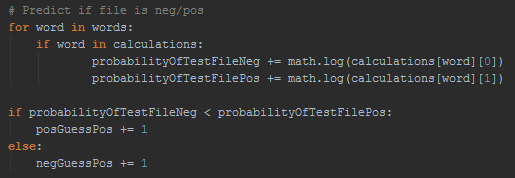 # Predict if file is neg/pos
for word in words:
    if word in calculations:
            probabilityOfTestFileNeg += math.log(calculations[word][0])
            probabilityOfTestFilePos += math.log(calculations[word][1])

if probabilityOfTestFileNeg < probabilityOfTestFilePos:
    posGuessPos += 1
else:
    negGuessPos += 1